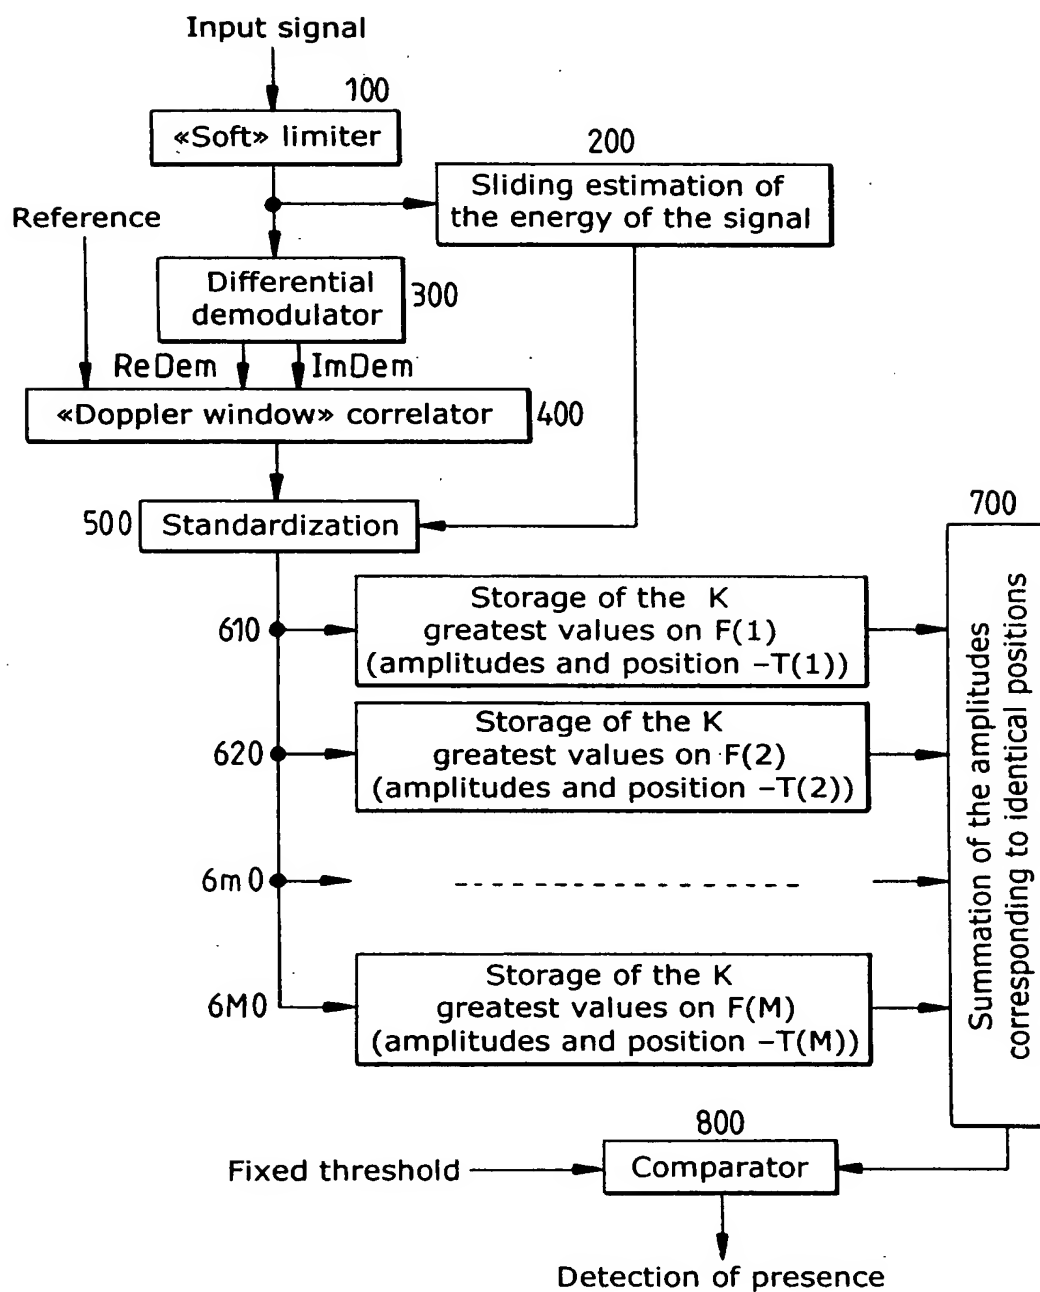 Input signal
100
«Soft» limiter
200
Sliding estimation of
the energy of the signal
Reference
Differential
demodulator
300
ReDem
ImDem
«Doppler window» correlator
400
500
Standardization
700
610
Storage of the K
greatest values on F(1)
(amplitudes and position –T(1))
620
Storage of the K
greatest values on F(2)
(amplitudes and position –T(2))
6m0
6M0
Storage of the K
greatest values on F(M)
(amplitudes and position –T(M))
Summation of the amplitudes
corresponding to identical positions
800
Fixed threshold
Comparator
Detection of presence